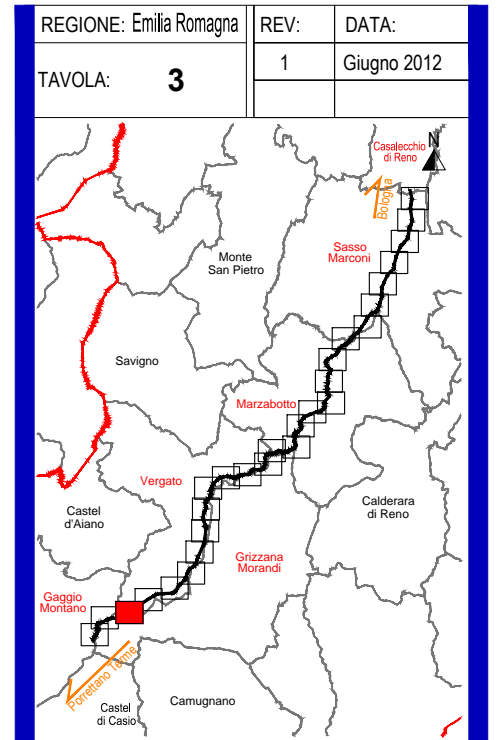 REGIONE: Emilia Romagna
REV:
DATA:
TAVOLA: 3
1
Giugno 2012
Casalecchio
di Reno
N
Bologna
Sasso
Marconi
Monte
San Pietro
Savigno
Marzabotto
Vergato
Castel
d'Aiano
Calderara
di Reno
Grizzana
Morandi
Gaggio
Montano
Porrettano Terme
Castel
di Casio
Camugnano